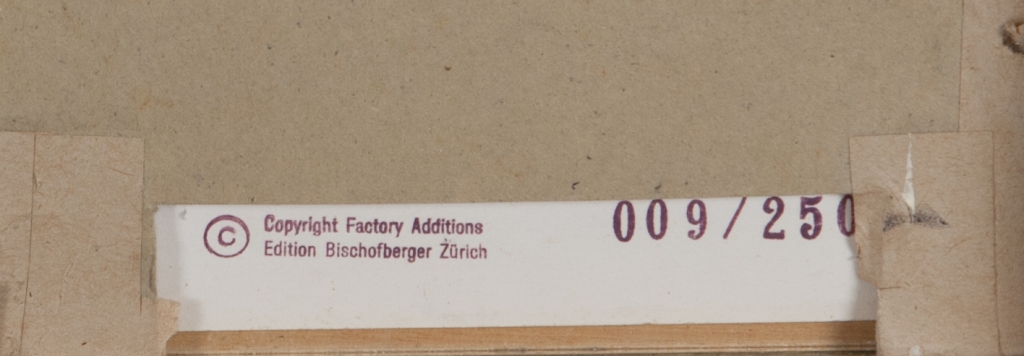 © Copyright Factory Additions
Edition Bischofberger Zürich
009/250